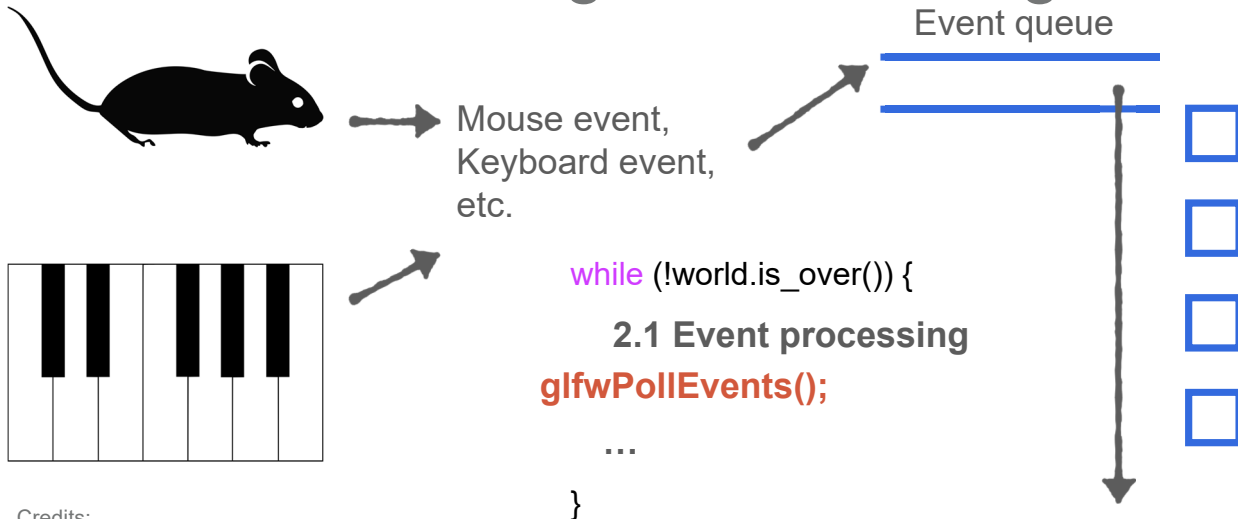 Event queue
Mouse event,
Keyboard event,
etc.
while (!world.is_over()) {
2.1 Event processing
glfwPollEvents();
...
}
Credits: